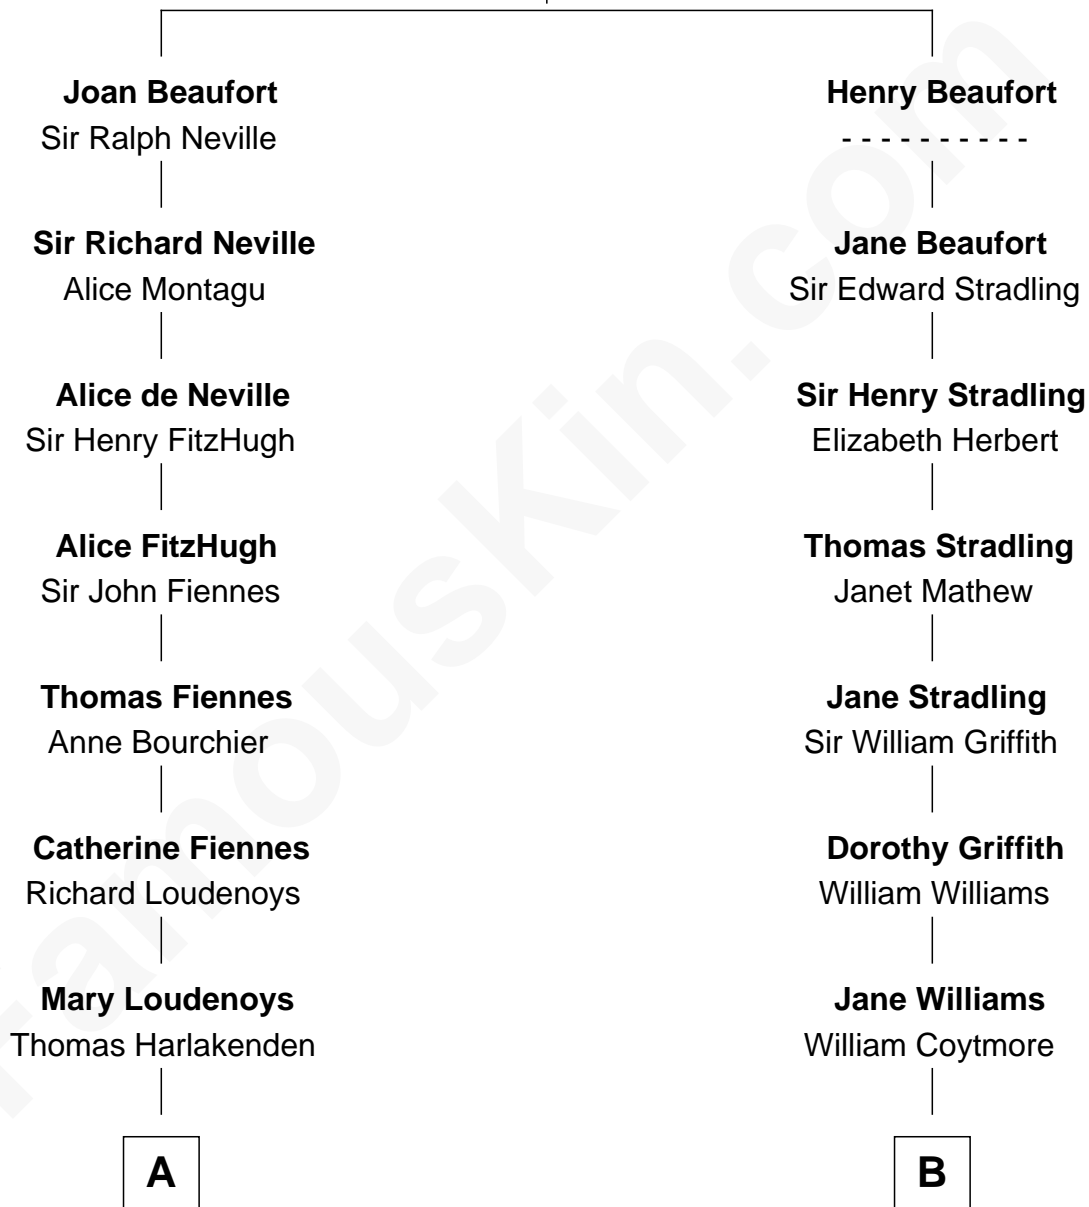 Joan Beaufort
Sir Ralph Neville
Sir Richard Neville
Alice Montagu
Alice de Neville
Sir Henry FitzHugh
Alice FitzHugh
Sir John Fiennes
Thomas Fiennes
Anne Bourchier
Catherine Fiennes
Richard Loudenoys
Mary Loudenoys
Thomas Harlakenden
A
Henry Beaufort
- - - - - - - - - -
Jane Beaufort
Sir Edward Stradling
Sir Henry Stradling
Elizabeth Herbert
Thomas Stradling
Janet Mathew
Jane Stradling
Sir William Griffith
Dorothy Griffith
William Williams
Jane Williams
William Coytmore
B
FamousKin.com